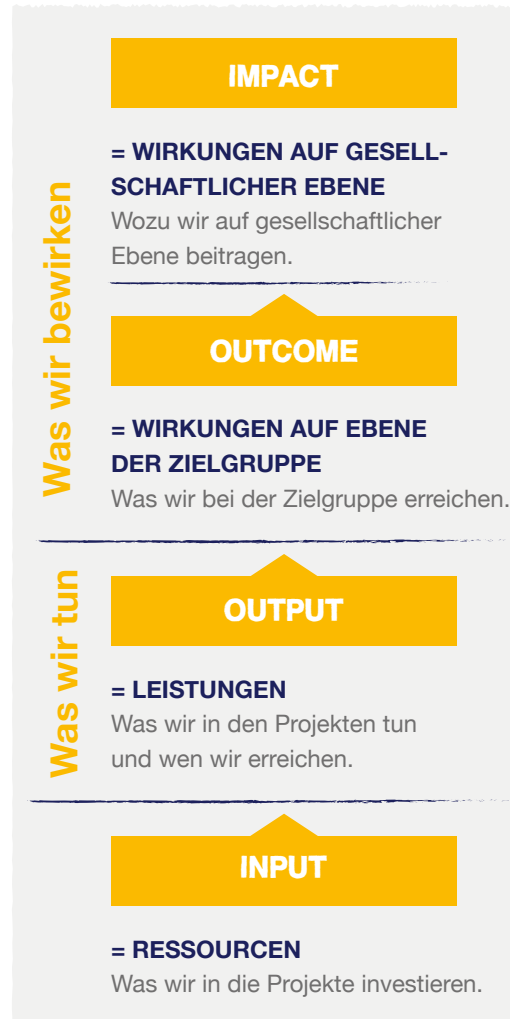 IMPACT
= WIRKUNGEN AUF GESELL-
SCHAFTLICHER EBENE
Wozu wir auf gesellschaftlicher
Ebene beitragen.
Was wir bewirken
OUTCOME
= WIRKUNGEN AUF EBENE
DER ZIELGRUPPE
Was wir bei der Zielgruppe erreichen.
OUTPUT
Was wir tun
= LEISTUNGEN
Was wir in den Projekten tun
und wen wir erreichen.
INPUT
= RESSOURCEN
Was wir in die Projekte investieren.